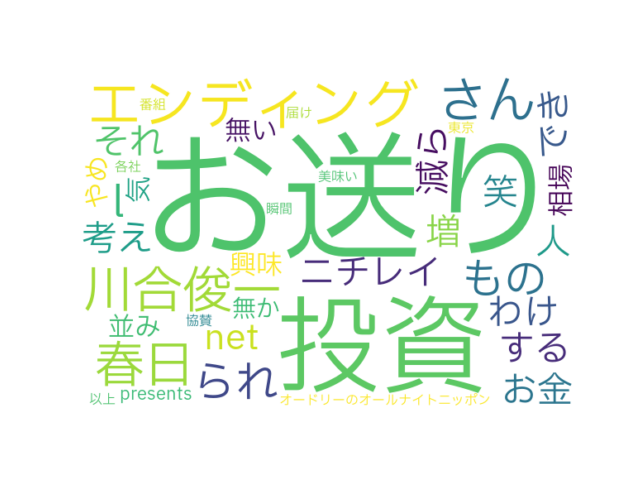 エンディング
番組
届け
さん
でき
それ
無い
減ら
東京
やめ
各社
気
し
お送り
美味い
瞬間
笑
相場
考え
増
人
興味
ニチレイ
もの
川合俊一
無か
わけ
並み
協賛
net
投資
する
春日
られ
お金
以上
presents
オードリーのオールナイトニッポン